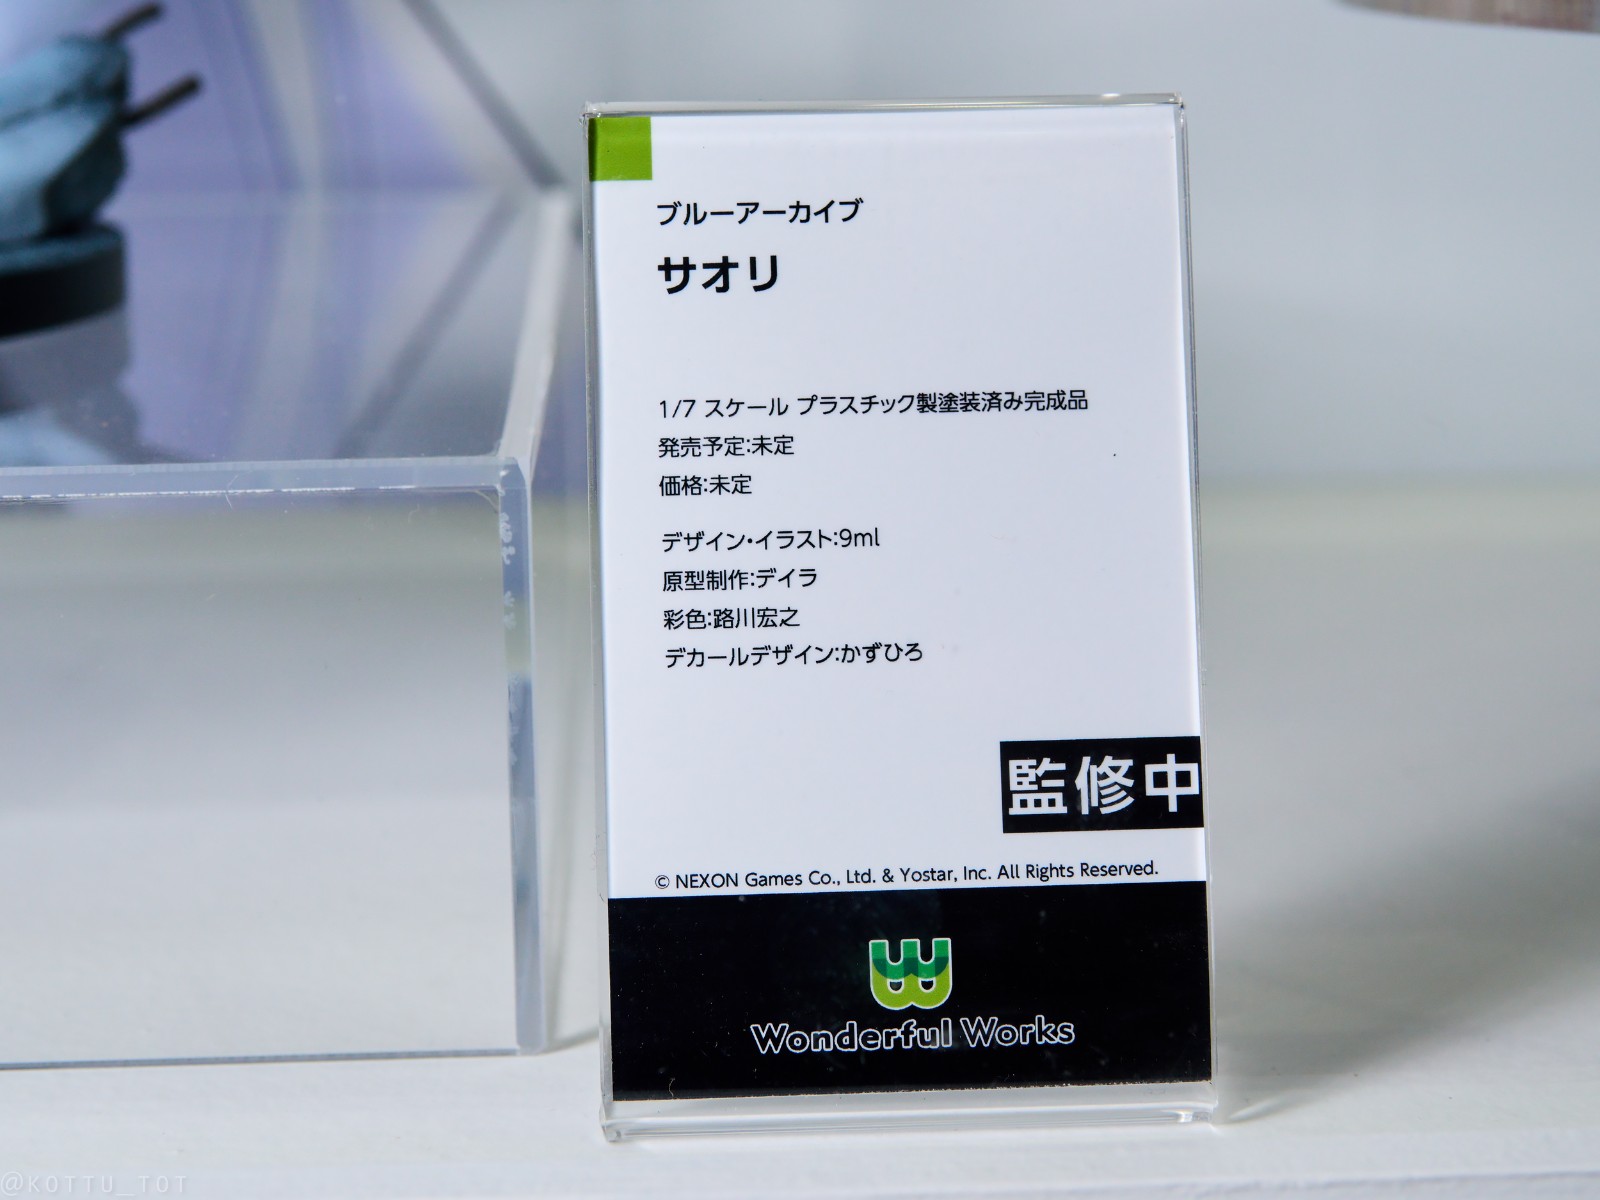 ブルーアーカイブ
サオリ
1/7 スケール プラスチック製塗装済み完成品
発売予定:未定
価格:未定
デザイン・イラスト:9ml
原型制作:デイラ
彩色:路川宏之
デカールデザイン:かずひろ
監修中
© NEXON Games Co., Ltd. & Yostar, Inc. All Rights Reserved.
W
Wonderful Works
@KOTTU_TOT